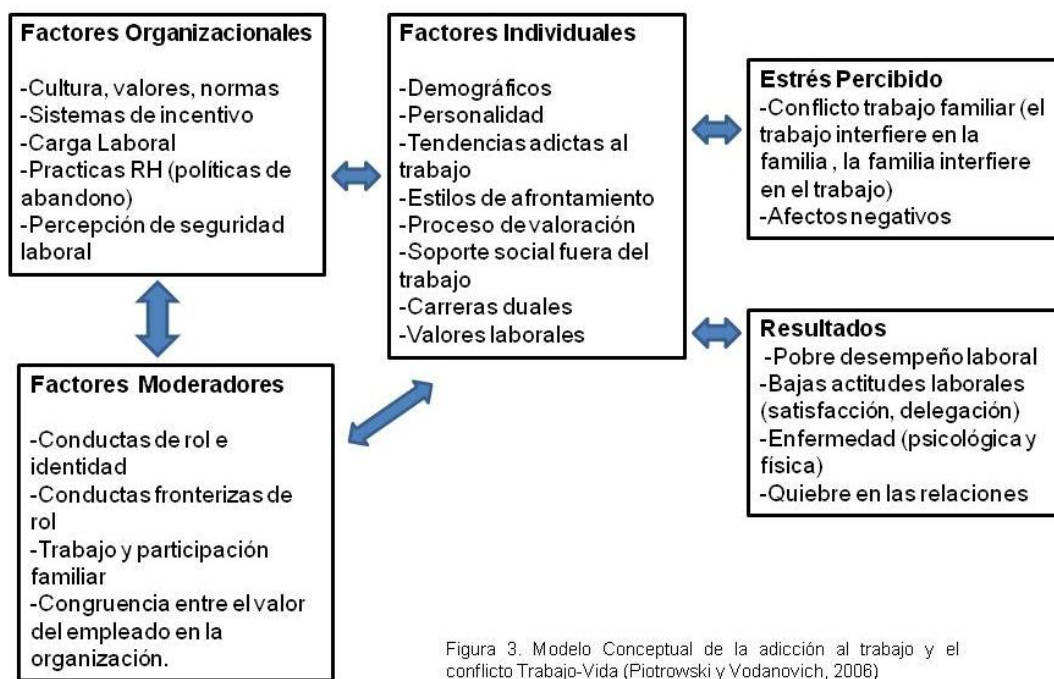 Factores Organizacionales
-Cultura, valores, normas
-Sistemas de incentivo
-Carga Laboral
-Practicas RH (políticas de
abandono)
-Percepción de seguridad
laboral
Factores Individuales
-Demográficos
-Personalidad
-Tendencias adictas al
trabajo
-Estilos de afrontamiento
-Proceso de valoración
-Soporte social fuera del
trabajo
-Carreras duales
-Valores laborales
Estrés Percibido
-Conflicto trabajo familiar (el
trabajo interfiere en la
familia , la familia interfiere
en el trabajo)
-Afectos negativos
Resultados
-Pobre desempeño laboral
-Bajas actitudes laborales
(satisfacción, delegación)
-Enfermedad (psicológica y
física)
-Quiebre en las relaciones
Factores Moderadores
-Conductas de rol e
identidad
-Conductas fronterizas de
rol
-Trabajo y participación
familiar
-Congruencia entre el valor
del empleado en la
organización.
Figura 3. Modelo Conceptual de la adicción al trabajo y el
conflicto Trabajo-Vida (Piotrowski y Vodanovich, 2006)